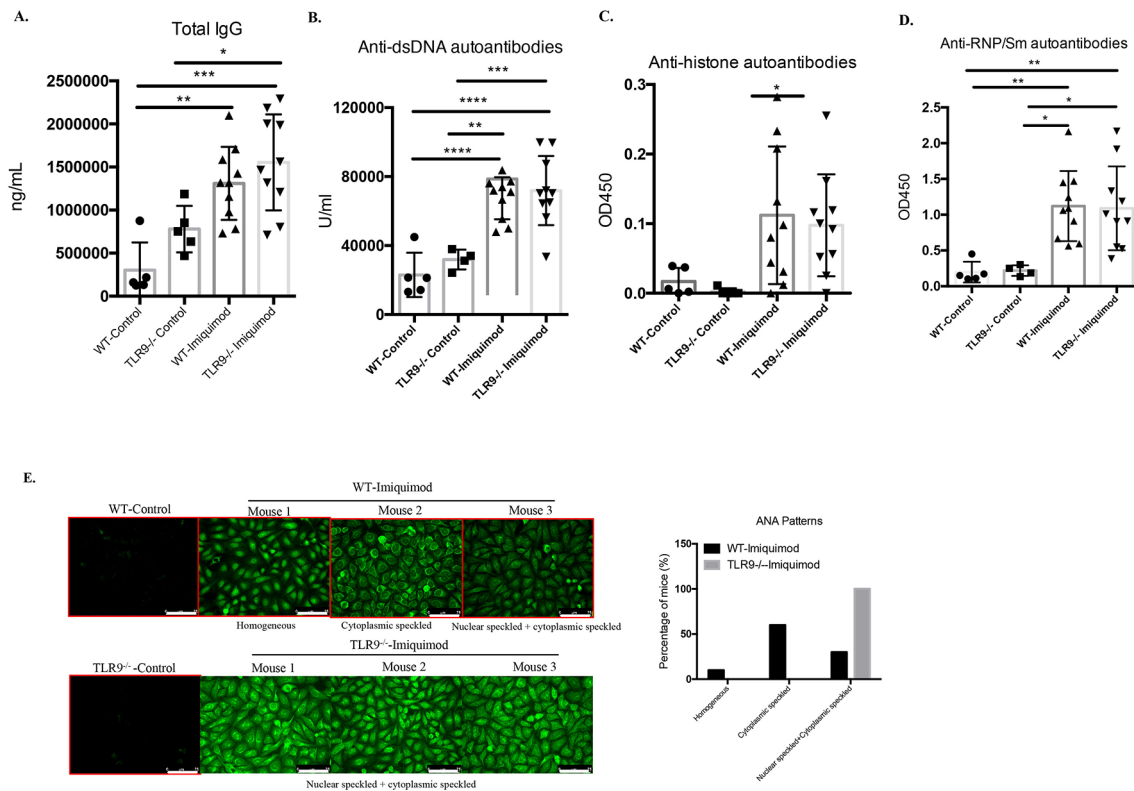 A.
Total IgG
*
***
**
2500000
2000000
1500000
1000000
500000
0
ng/mL
WT-Control
TLR9-/- Control
WT-Imiquimod
TLR9-/- Imiquimod
B.
Anti-dsDNA autoantibodies
***
****
**
****
120000
80000
40000
0
U/ml
WT-Control
TLR9-/- Control
WT-Imiquimod
TLR9-/- Imiquimod
C.
Anti-histone autoantibodies
*
0.3
0.2
0.1
0.0
OD450
WT-Control
TLR9-/- Control
WT-Imiquimod
TLR9-/- Imiquimod
D.
Anti-RNP/Sm autoantibodies
**
**
*
*
2.5
2.0
1.5
1.0
0.5
0.0
OD450
WT-Control
TLR9-/- Control
WT-Imiquimod
TLR9-/- Imiquimod
E.
WT-Imiquimod
WT-Control
Mouse 1
Mouse 2
Mouse 3
Homogeneous
Cytoplasmic speckled
Nuclear speckled + cytoplasmic speckled
TLR9-/--Imiquimod
TLR9-/- -Control
Mouse 1
Mouse 2
Mouse 3
Nuclear speckled + cytoplasmic speckled
ANA Patterns
WT-Imiquimod
TLR9-/--Imiquimod
150
100
50
0
Percentage of mice (%)
Homogeneous
Cytoplasmic speckled
Nuclear speckled+Cytoplasmic speckled